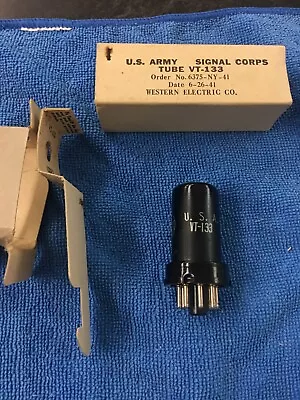 U.S. ARMY SIGNAL CORPS
TUBE VT-133
Order No. 6375-NY-41
Date 6-26-41
WESTERN ELECTRIC CO.
U. S. A
VT-133